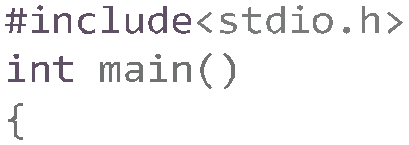 #include<stdio.h>
int main()
{